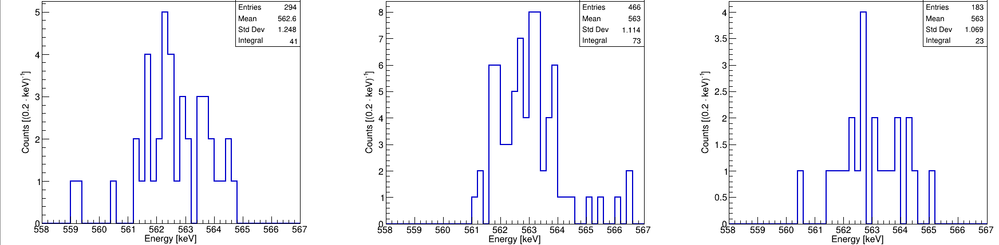 Entries 294
Mean 562.6
Std Dev 1.248
Integral 41
5
4
3
2
1
0
558 559 560 561 562 563 564 565 566 567
Energy [keV]
Counts [(0.2 · keV)⁻¹]
Entries 466
Mean 563
Std Dev 1.114
Integral 73
8
7
6
5
4
3
2
1
0
558 559 560 561 562 563 564 565 566 567
Energy [keV]
Counts [(0.2 · keV)⁻¹]
Entries 183
Mean 563
Std Dev 1.069
Integral 23
4
3.5
3
2.5
2
1.5
1
0.5
0
558 559 560 561 562 563 564 565 566 567
Energy [keV]
Counts [(0.2 · keV)⁻¹]